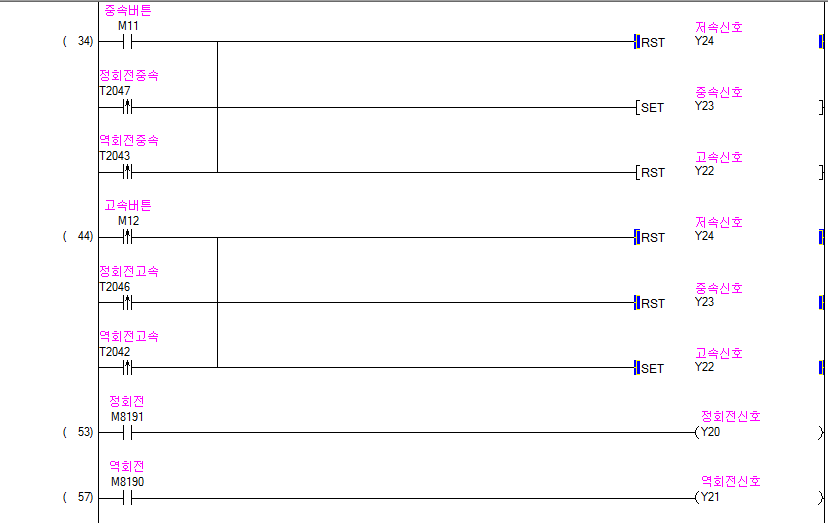 중속버튼
M11
( 34)
RST
저속신호
Y24
정회전중속
T2047
SET
중속신호
Y23
역회전중속
T2043
RST
고속신호
Y22
고속버튼
M12
( 44)
RST
저속신호
Y24
정회전고속
T2046
RST
중속신호
Y23
역회전고속
T2042
SET
고속신호
Y22
정회전
M8191
( 53)
정회전신호
Y20
역회전
M8190
( 57)
역회전신호
Y21